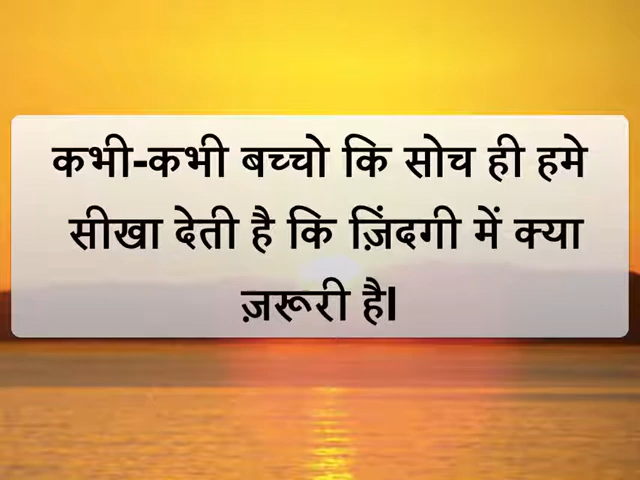 कभी-कभी बच्चो कि सोच ही हमे
सीखा देती है कि ज़िंदगी में क्या
ज़रूरी है।